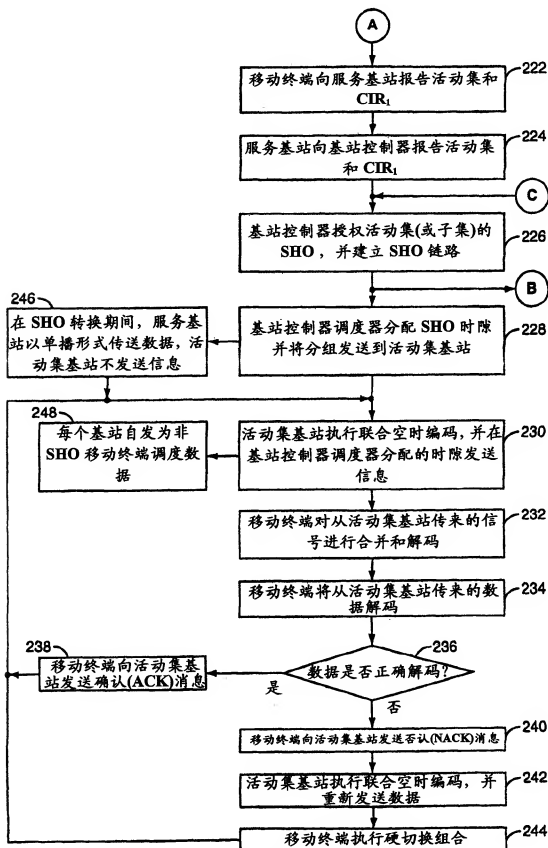 A
移动终端向服务基站报告活动集和
CIR₁
222
服务基站向基站控制器报告活动集
和 CIR₁
224
C
基站控制器授权活动集(或子集)的
SHO，并建立 SHO 链路
226
B
246
在 SHO 转换期间，服务基
站以单播形式传送数据，活
动集基站不发送信息
基站控制器调度器分配 SHO 时隙
并将分组发送到活动集基站
228
248
每个基站自发为非
SHO 移动终端调度数
据
活动集基站执行联合空时编码，并在
基站控制器调度器分配的时隙发送
信息
230
移动终端对从活动集基站传来的信
号进行合并和解码
232
移动终端将从活动集基站传来的数
据解码
234
238
移动终端向活动集基
站发送确认(ACK)消息
是
数据是否正确解码？
236
否
移动终端向活动集基站发送否认(NACK)消息
240
活动集基站执行联合空时编码，并
重新发送数据
242
移动终端执行硬切换组合
244